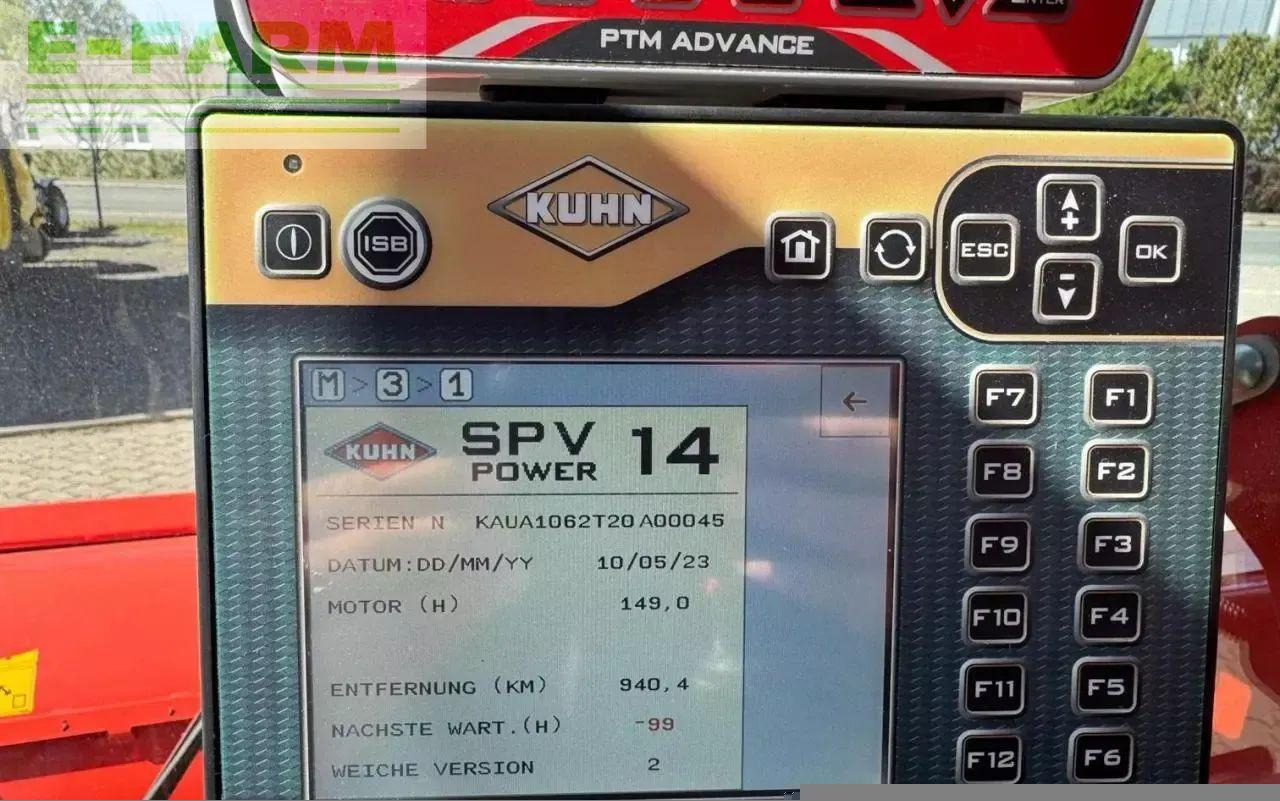 E-FARM
ENTER
PTM ADVANCE
KUHN
ISB
ESC
+
-
OK
M > 3 > 1
KUHN SPV POWER 14
SERIEN N KAUA1062T20A00045
DATUM:DD/MM/YY 10/05/23
MOTOR (H) 149,0
ENTFERNUNG (KM) 940,4
NACHSTE WART.(H) -99
WEICHE VERSION 2
F7 F1
F8 F2
F9 F3
F10 F4
F11 F5
F12 F6